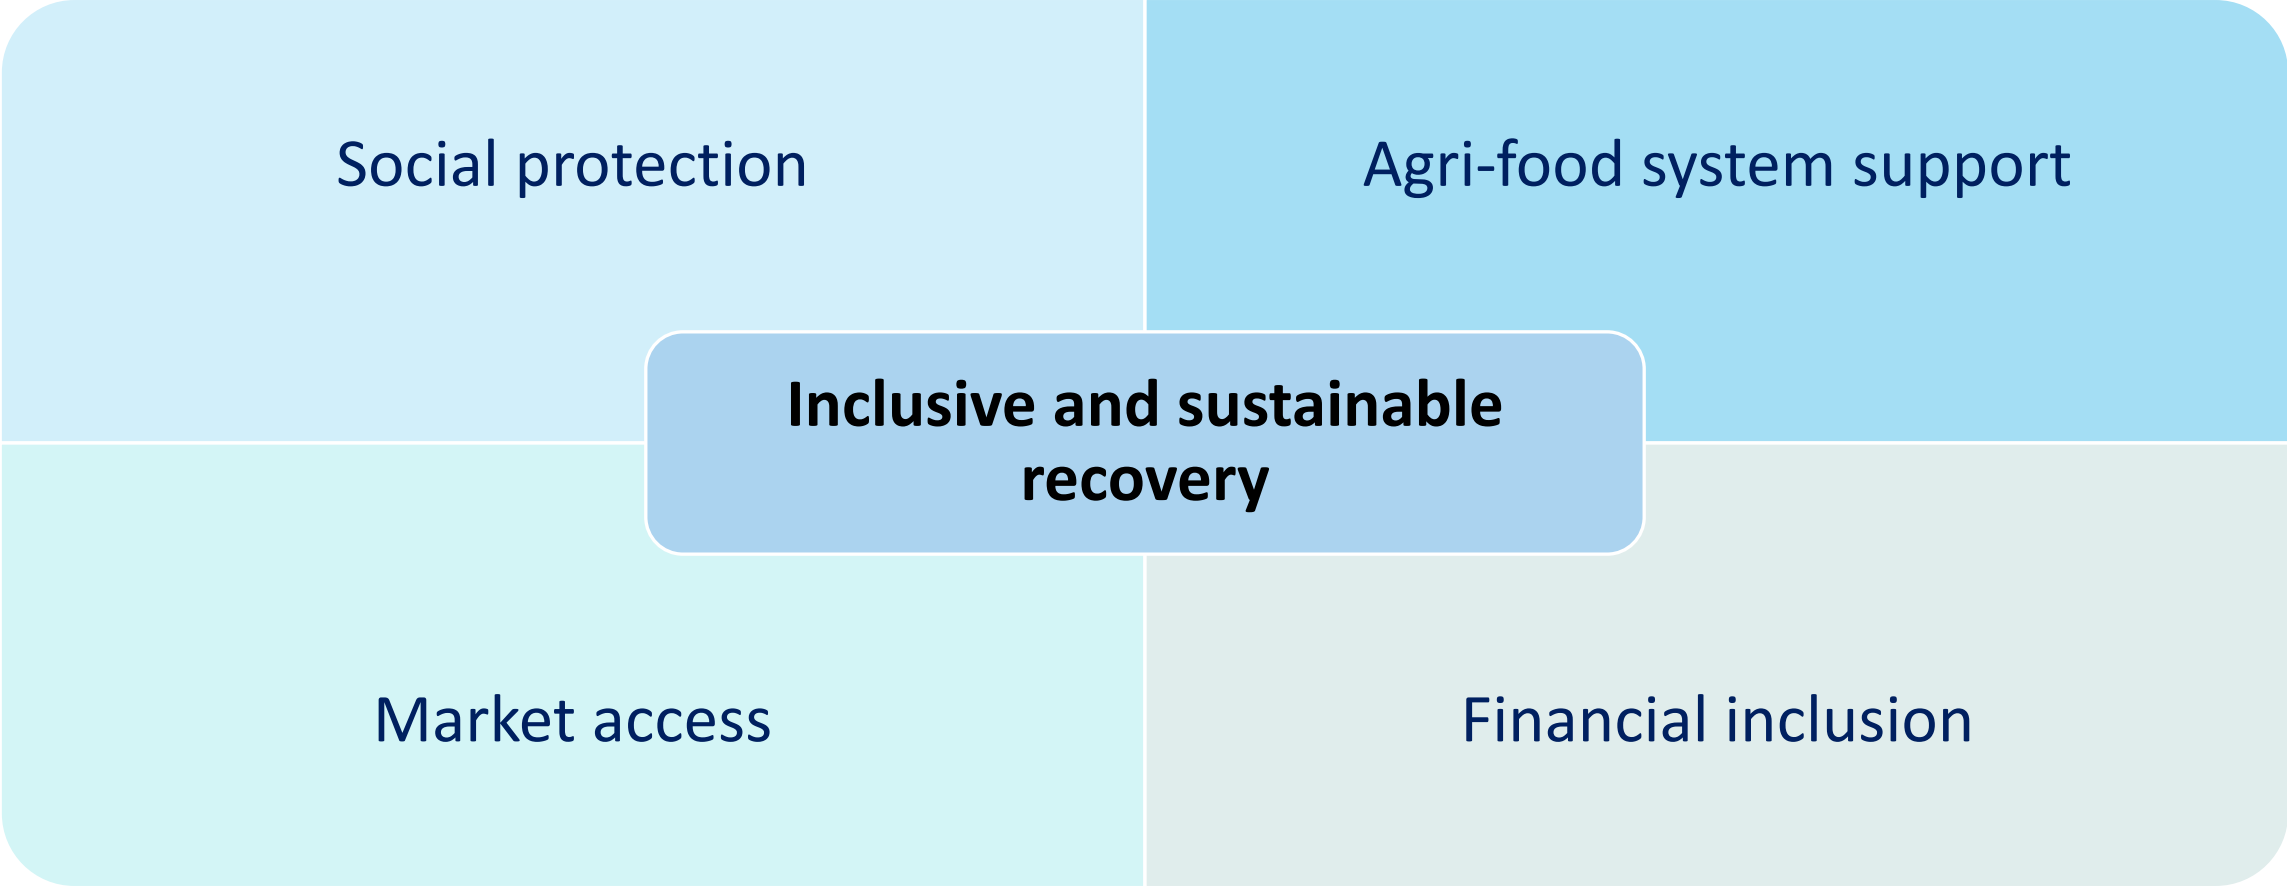 Social protection
Agri-food system support
Inclusive and sustainable
recovery
Market access
Financial inclusion